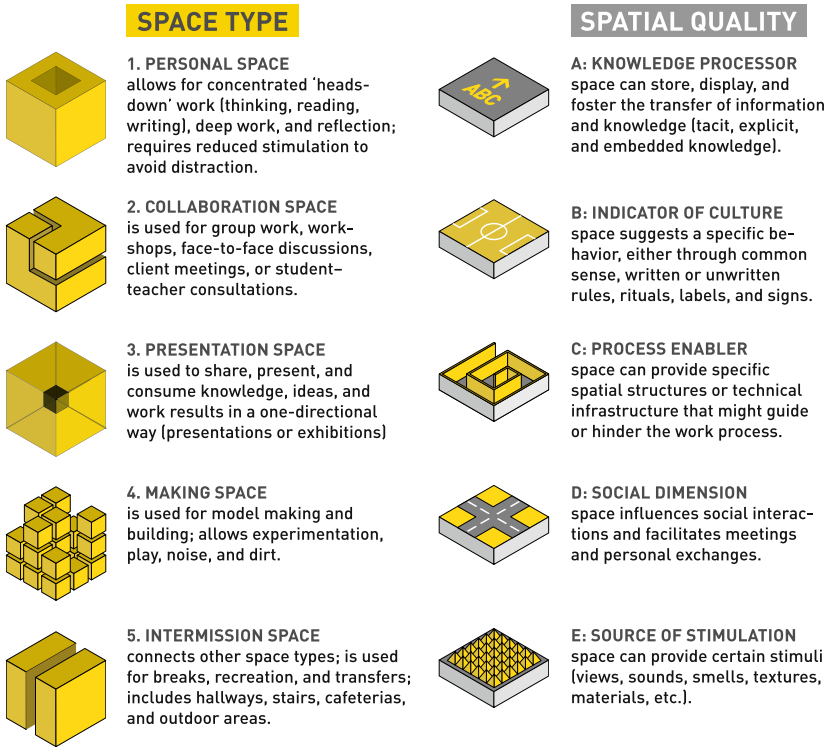 SPACE TYPE
1. PERSONAL SPACE
allows for concentrated ‘heads-
down’ work (thinking, reading,
writing), deep work, and reflection;
requires reduced stimulation to
avoid distraction.
2. COLLABORATION SPACE
is used for group work, work-
shops, face-to-face discussions,
client meetings, or student–
teacher consultations.
3. PRESENTATION SPACE
is used to share, present, and
consume knowledge, ideas, and
work results in a one-directional
way (presentations or exhibitions)
4. MAKING SPACE
is used for model making and
building; allows experimentation,
play, noise, and dirt.
5. INTERMISSION SPACE
connects other space types; is used
for breaks, recreation, and transfers;
includes hallways, stairs, cafeterias,
and outdoor areas.
SPATIAL QUALITY
ABC
A: KNOWLEDGE PROCESSOR
space can store, display, and
foster the transfer of information
and knowledge (tacit, explicit,
and embedded knowledge).
B: INDICATOR OF CULTURE
space suggests a specific be-
havior, either through common
sense, written or unwritten
rules, rituals, labels, and signs.
C: PROCESS ENABLER
space can provide specific
spatial structures or technical
infrastructure that might guide
or hinder the work process.
D: SOCIAL DIMENSION
space influences social interac-
tions and facilitates meetings
and personal exchanges.
E: SOURCE OF STIMULATION
space can provide certain stimuli
(views, sounds, smells, textures,
materials, etc.).